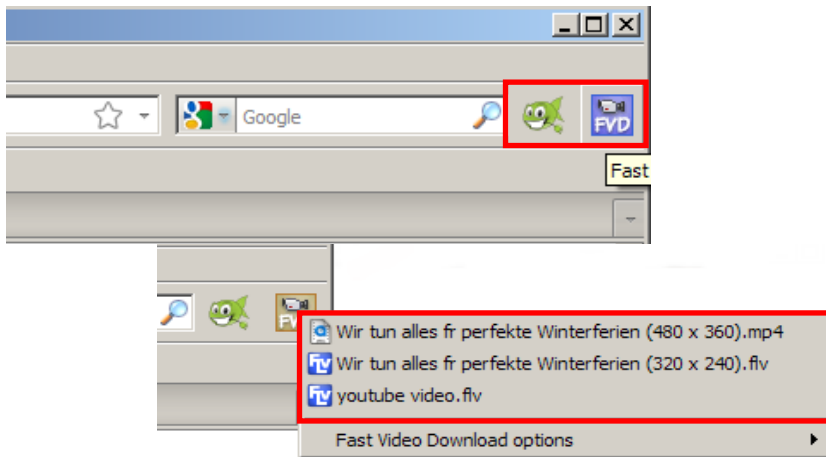 Google
FVD
Fast
Wir tun alles fr perfekte Winterferien (480 x 360).mp4
Wir tun alles fr perfekte Winterferien (320 x 240).flv
youtube video.flv
Fast Video Download options